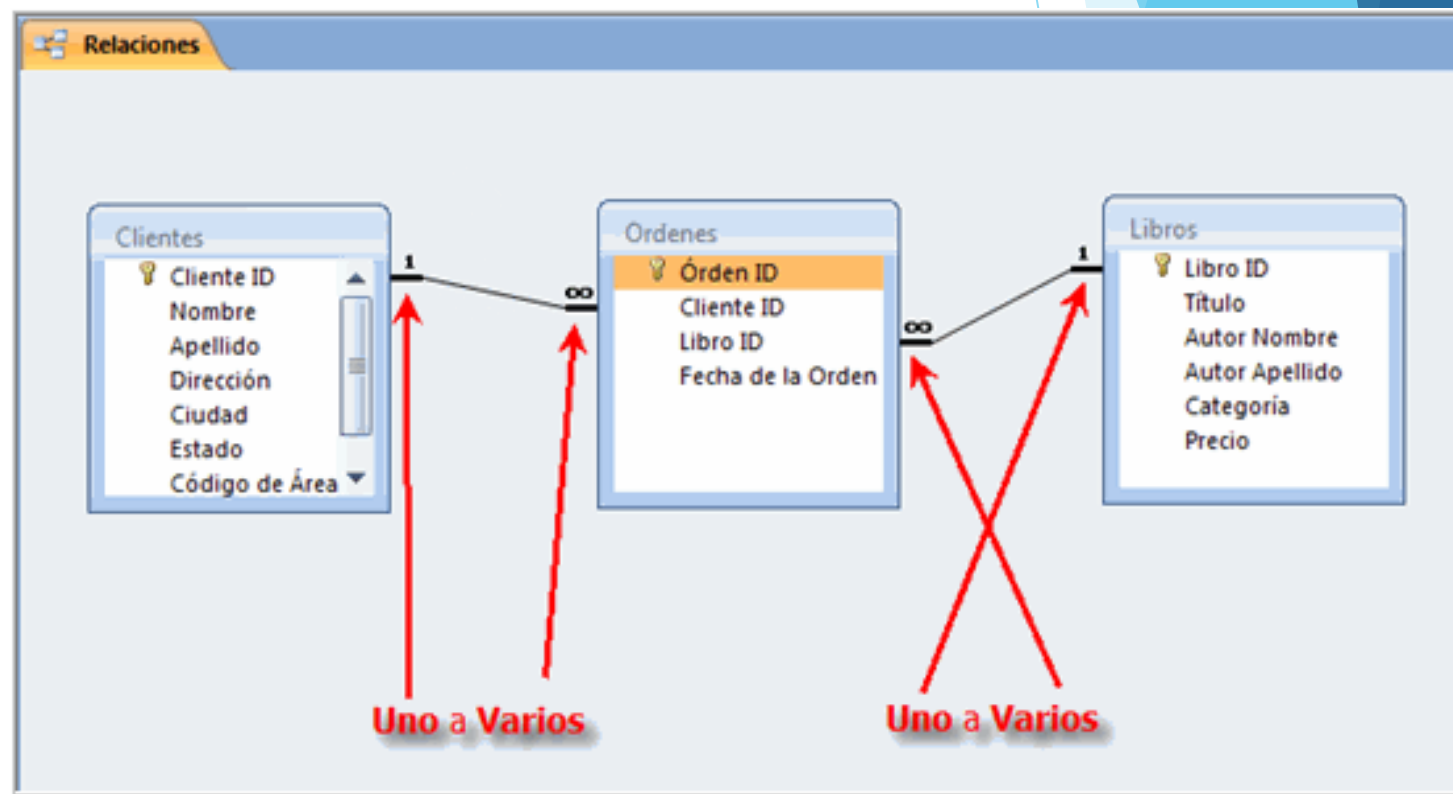 Relaciones
Clientes
Cliente ID
Nombre
Apellido
Dirección
Ciudad
Estado
Código de Área
1
∞
Ordenes
Órden ID
Cliente ID
Libro ID
Fecha de la Orden
∞
1
Libros
Libro ID
Título
Autor Nombre
Autor Apellido
Categoría
Precio
Uno a Varios
Uno a Varios